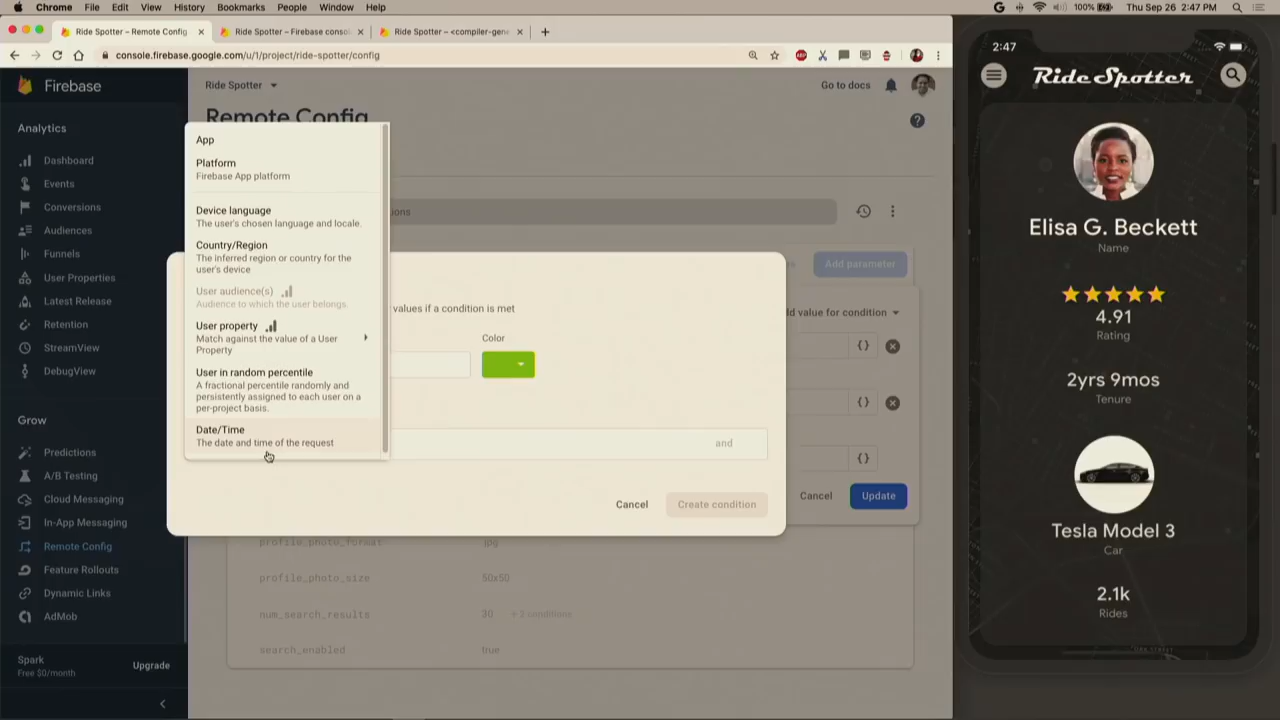 Chrome File Edit View History Bookmarks People Window Help
100% Thu Sep 26 2:47 PM
Ride Spotter – Remote Config
Ride Spotter – Firebase consol
Ride Spotter – <compiler-gene
console.firebase.google.com/u/1/project/ride-spotter/config
Firebase
Analytics
Dashboard
Events
Conversions
Audiences
Funnels
User Properties
Latest Release
Retention
StreamView
DebugView
Grow
Predictions
A/B Testing
Cloud Messaging
In-App Messaging
Remote Config
Feature Rollouts
Dynamic Links
AdMob
Spark
Free $0/month
Upgrade
Ride Spotter
Go to docs
Remote Config
App
Platform
Firebase App platform
Device language
The user's chosen language and locale.
Country/Region
The inferred region or country for the
user's device
User audience(s)
Audience to which the user belongs.
User property
Match against the value of a User
Property
User in random percentile
A fractional percentile randomly and
persistently assigned to each user on a
per-project basis.
Date/Time
The date and time of the request
Add parameter
values if a condition is met
Color
and
Cancel
Create condition
dd value for condition
{}
{}
{}
Cancel
Update
profile_photo_format jpg
profile_photo_size 50x50
num_search_results 30
search_enabled true
2:47
Ride Spotter
Elisa G. Beckett
Name
4.91
Rating
2yrs 9mos
Tenure
Tesla Model 3
Car
2.1k
Rides